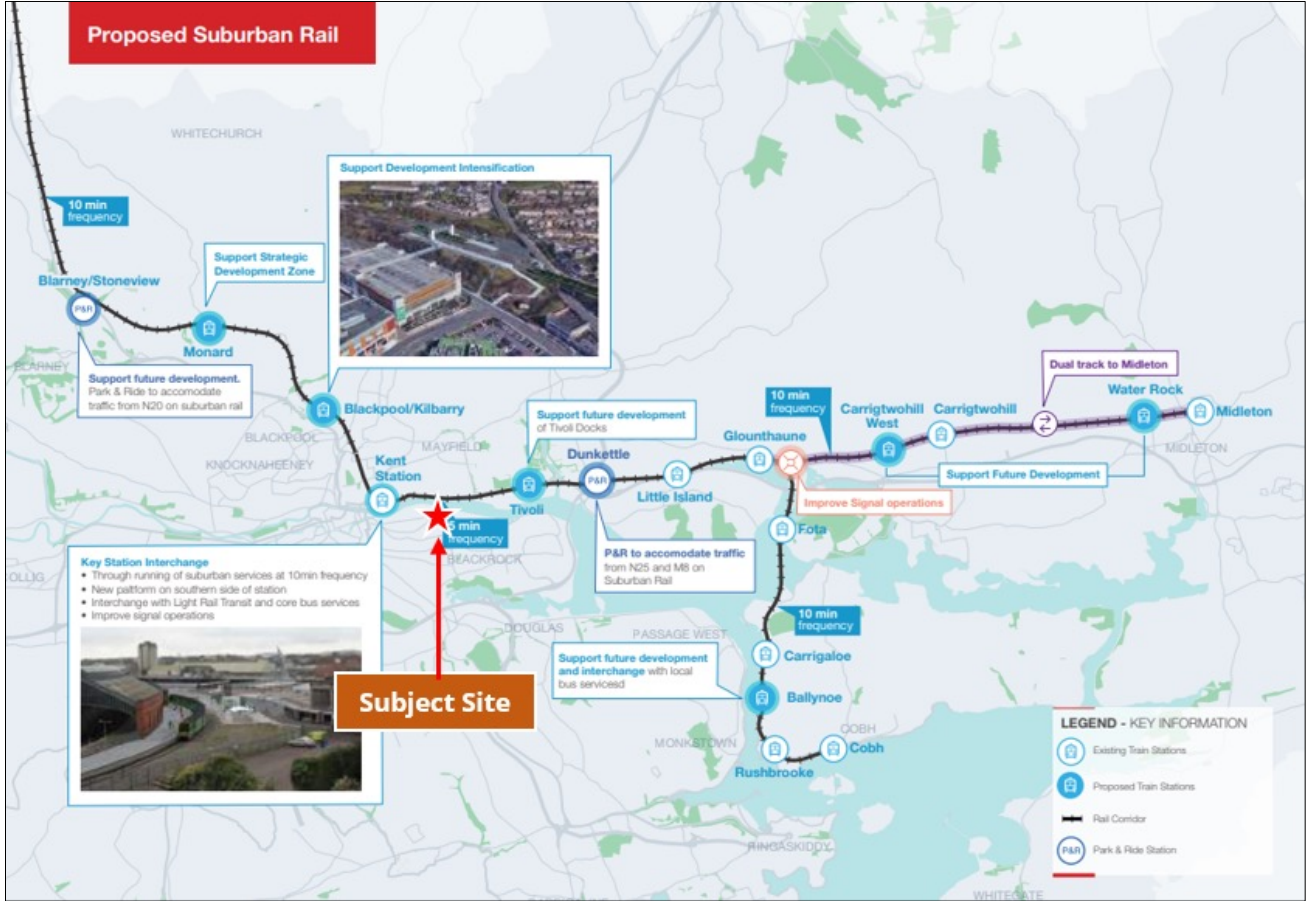 Proposed Suburban Rail
WHITECHURCH
Support Development Intensification
10 min
frequency
Support Strategic
Development Zone
Blarney/Stoneview
P&R
Monard
BLARNEY
Support future development.
Park & Ride to accomodate
traffic from N20 on suburban rail
Blackpool/Kilbarry
BLACKPOOL
KNOCKNAHEENEY
MAYFIELD
Kent
Station
Support future development
of Tivoli Docks
Tivoli
Dunkettle
P&R
Little Island
Glounthaune
10 min
frequency
Carrigtwohill
West
Carrigtwohill
Dual track to Midleton
Water Rock
Midleton
MIDLETON
Support Future Development
Improve Signal operations
5 min
frequency
BLACKROCK
P&R to accomodate traffic
from N25 and M8 on
Suburban Rail
Fota
OLLIG
Key Station Interchange
• Through running of suburban services at 10min frequency
• New paltform on southern side of station
• Interchange with Light Rail Transit and core bus services
• Improve signal operations
DOUGLAS
PASSAGE WEST
10 min
frequency
Carrigaloe
Support future development
and interchange with local
bus servicesd
Ballynoe
Subject Site
MONKSTOWN
COBH
Cobh
Rushbrooke
RINGASKIDDY
WHITEGATE
LEGEND - KEY INFORMATION
Existing Train Stations
Proposed Train Stations
Rail Corridor
P&R
Park & Ride Station